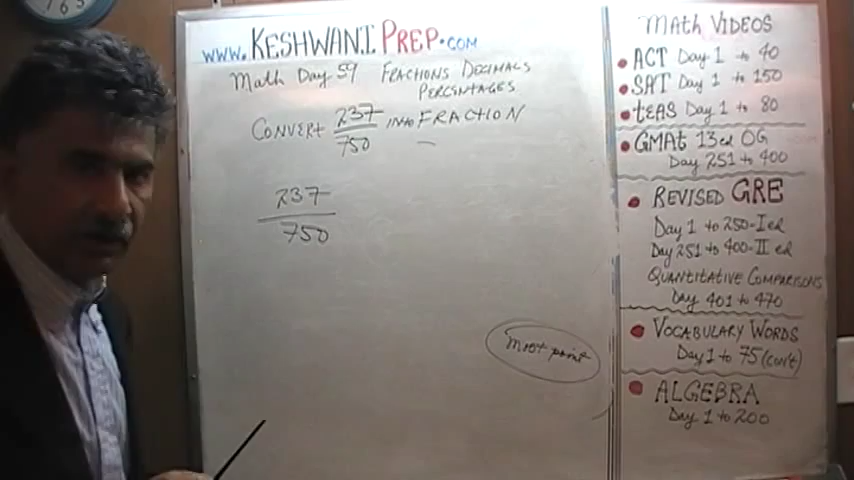 www.KESHWANI PREP.COM
Math Day 59 FRACTIONS DECIMALS
PERCENTAGES
CONVERT 237/750 INTO FRACTION
237
750
moot point
MATH VIDEOS
ACT Day 1 to 40
SAT Day 1 to 150
tEAS Day 1 to 80
GMAt 13ed OG
Day 251 to 400
REVISED GRE
Day 1 to 250-I ed
Day 251 to 400-II ed
QUANTITATIVE COMPARISONS
Day 401 to 470
VOCABULARY WORDS
Day 1 to 75 (con't)
ALGEBRA
Day 1 to 200